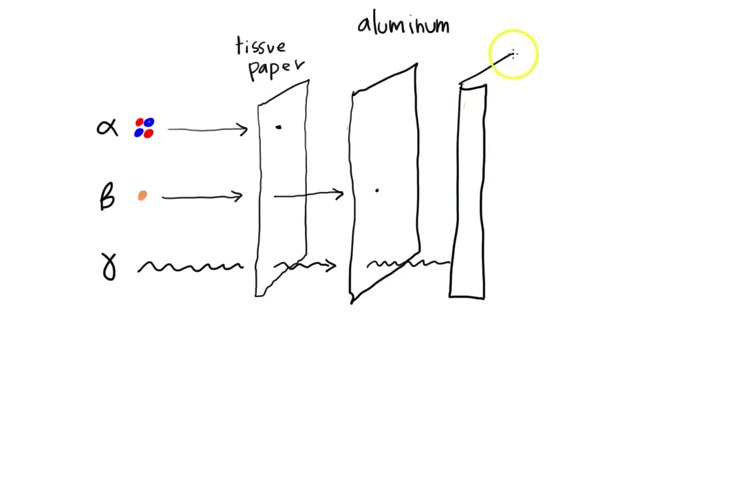 aluminum
tissue
paper
α
β
γ